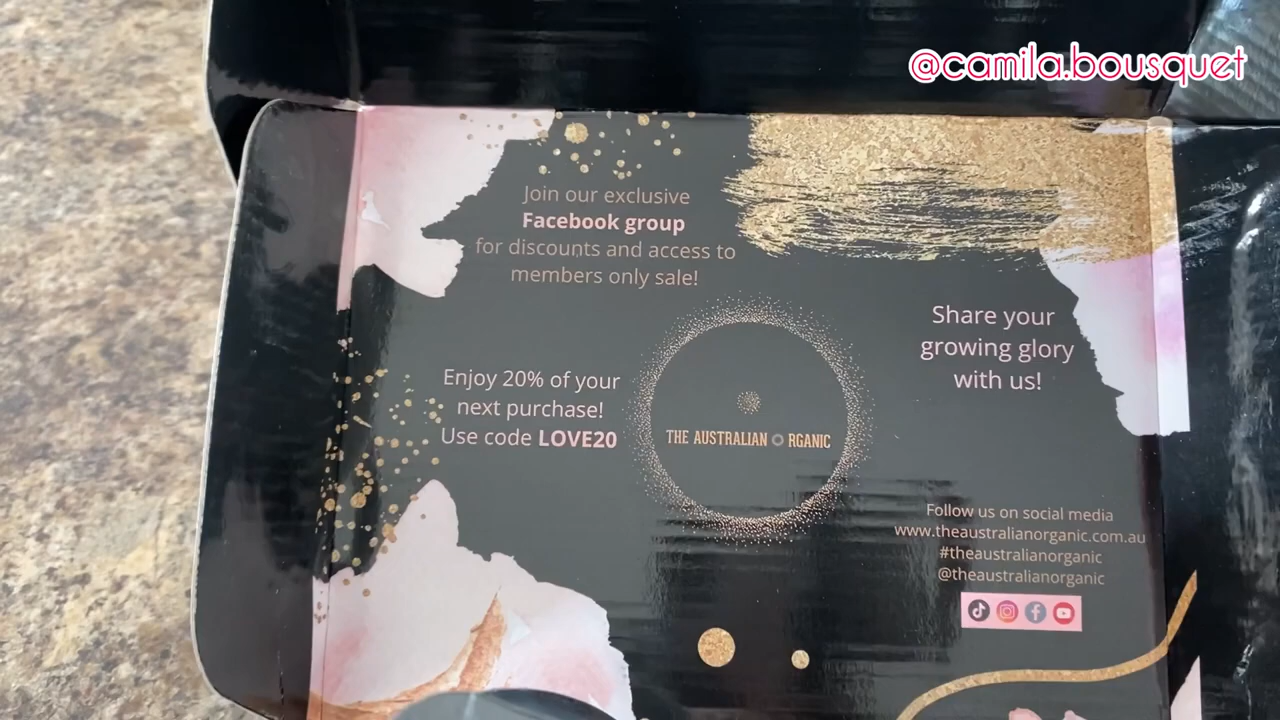 @camila.bousquet
Join our exclusive
Facebook group
for discounts and access to
members only sale!
Share your
growing glory
with us!
Enjoy 20% of your
next purchase!
Use code LOVE20
THE AUSTRALIAN ORGANIC
Follow us on social media
www.theaustralianorganic.com.au
#theaustralianorganic
@theaustralianorganic